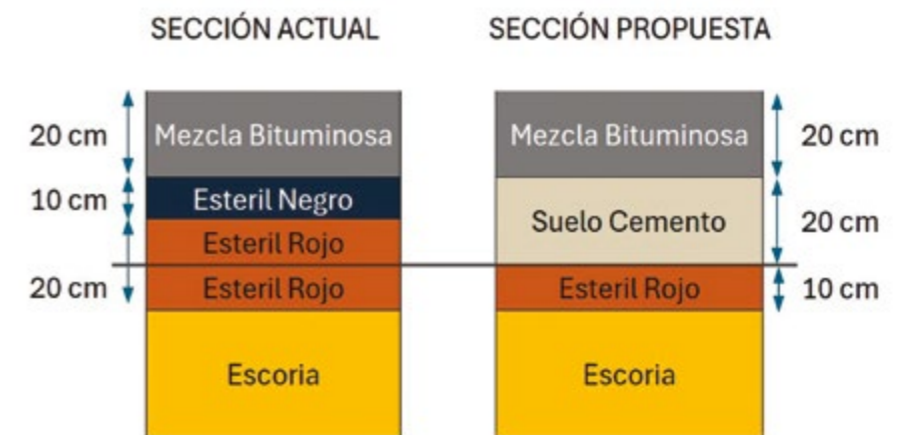 SECCIÓN ACTUAL
SECCIÓN PROPUESTA
20 cm
Mezcla Bituminosa
10 cm
Esteril Negro
Esteril Rojo
20 cm
Esteril Rojo
Escoria
Mezcla Bituminosa
20 cm
Suelo Cemento
20 cm
Esteril Rojo
10 cm
Escoria